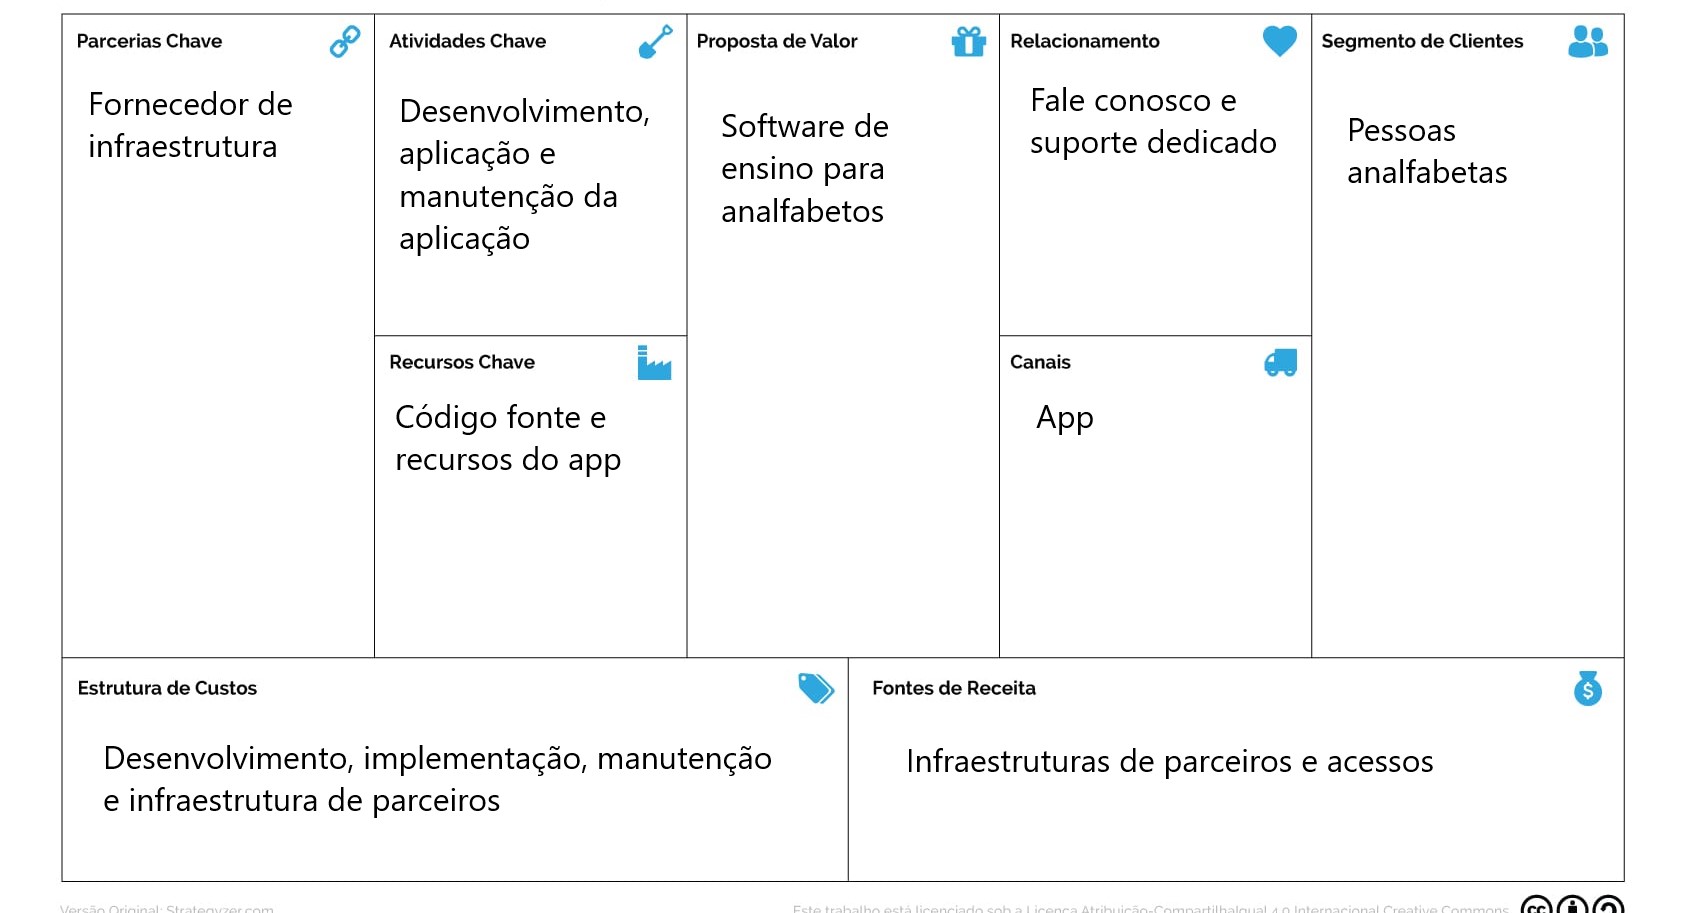 Parcerias Chave
Fornecedor de
infraestrutura
Atividades Chave
Desenvolvimento,
aplicação e
manutenção da
aplicação
Recursos Chave
Código fonte e
recursos do app
Proposta de Valor
Software de
ensino para
analfabetos
Relacionamento
Fale conosco e
suporte dedicado
Canais
App
Segmento de Clientes
Pessoas
analfabetas
Estrutura de Custos
Desenvolvimento, implementação, manutenção
e infraestrutura de parceiros
Fontes de Receita
$
Infraestruturas de parceiros e acessos
Versão Original: Strategyzer.com
Este trabalho está licenciado sob a Licença Atribuição-CompartilhaIgual 4.0 Internacional Creative Commons
cc